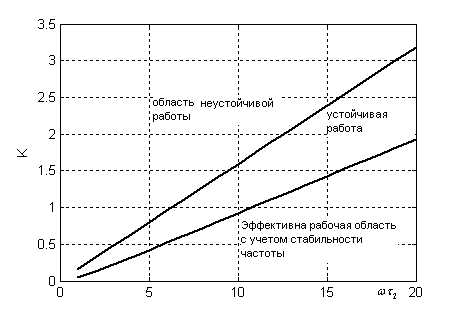 3.5
3
2.5
2
1.5
1
0.5
0
K
область неустойчивой
работы
устойчивая
работа
Эффективна рабочая область
с учетом стабильности
частоты
0
5
10
15
20
ωτ₂